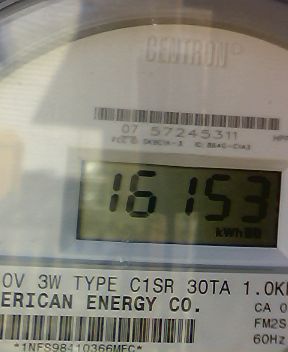 CENTRON®
07 57245311
16153
kWh
0V 3W TYPE C1SR 30TA 1.0K
ERICAN ENERGY CO.
CA 0
FM2S
60Hz
*1NFS98410366MFC*